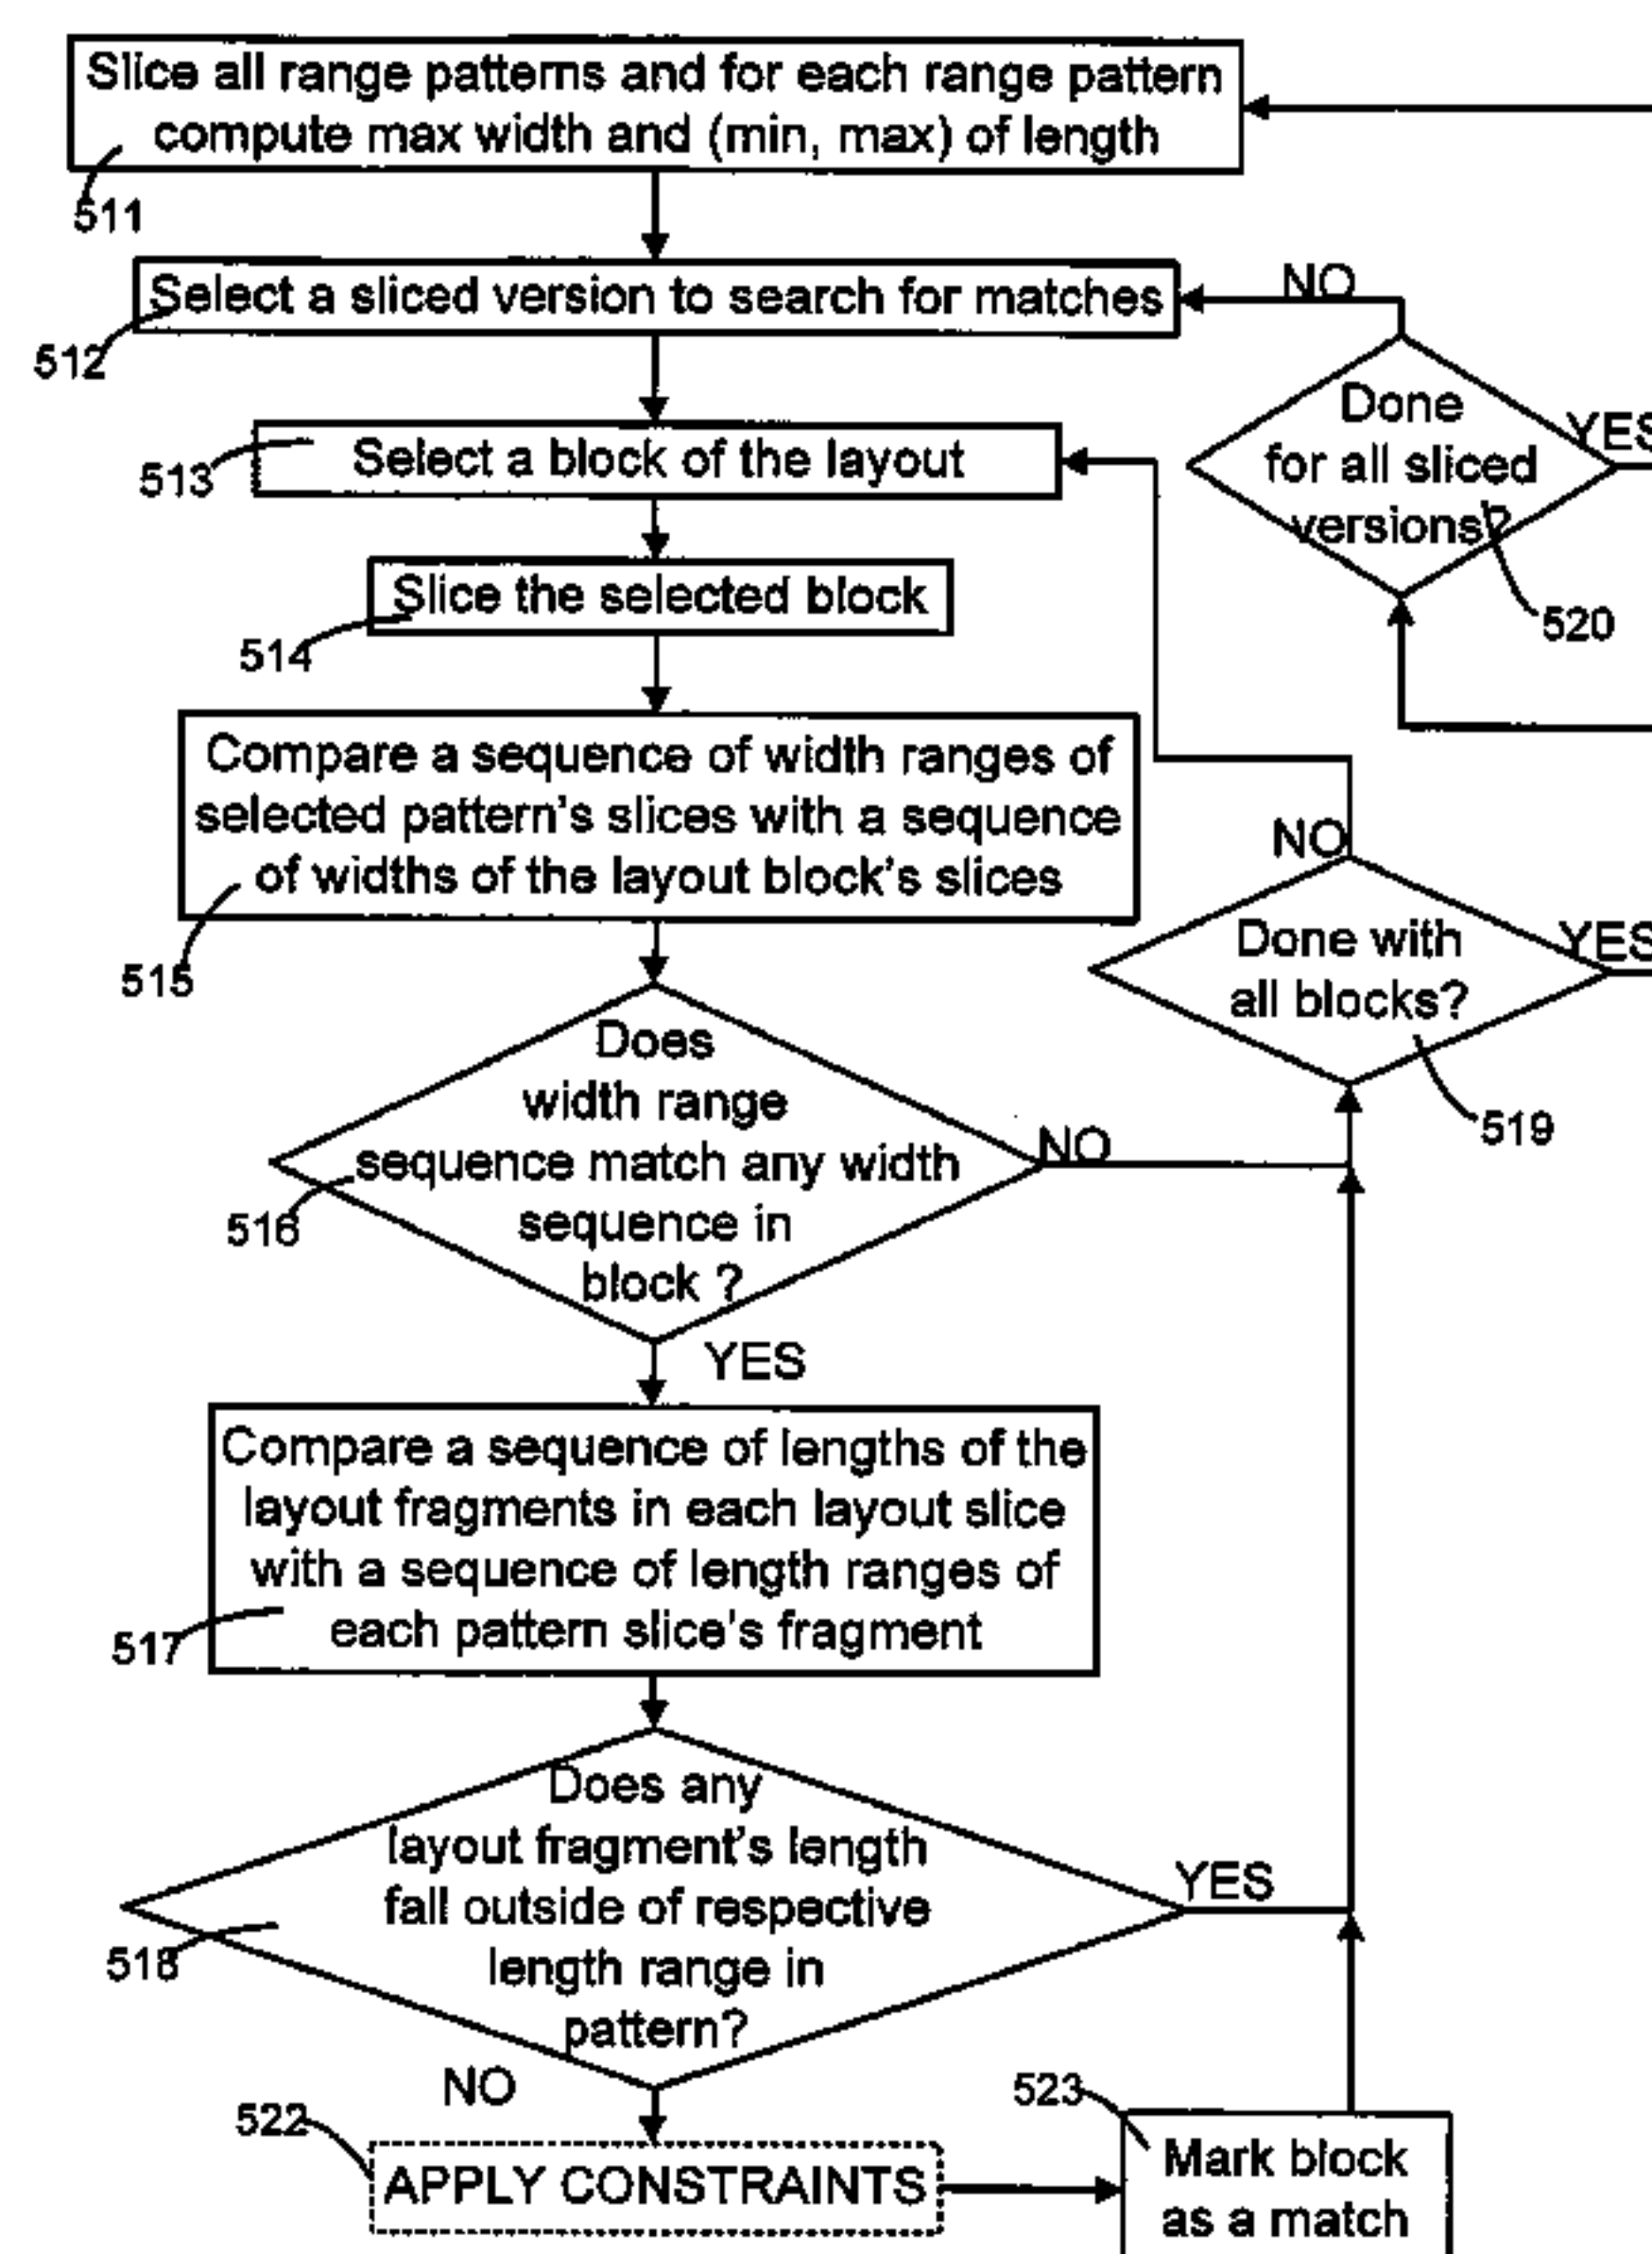 Slice all range patterns and for each range pattern
compute max width and (min, max) of length
511
Select a sliced version to search for matches
512
NO
Done
for all sliced
versions?
YES
520
Select a block of the layout
513
Slice the selected block
514
Compare a sequence of width ranges of
selected pattern's slices with a sequence
of widths of the layout block's slices
515
NO
Done with
all blocks?
YES
519
Does
width range
sequence match any width
sequence in
block ?
516
NO
YES
Compare a sequence of lengths of the
layout fragments in each layout slice
with a sequence of length ranges of
each pattern slice's fragment
517
Does any
layout fragment's length
fall outside of respective
length range in
pattern?
518
YES
NO
522
APPLY CONSTRAINTS
523
Mark block
as a match